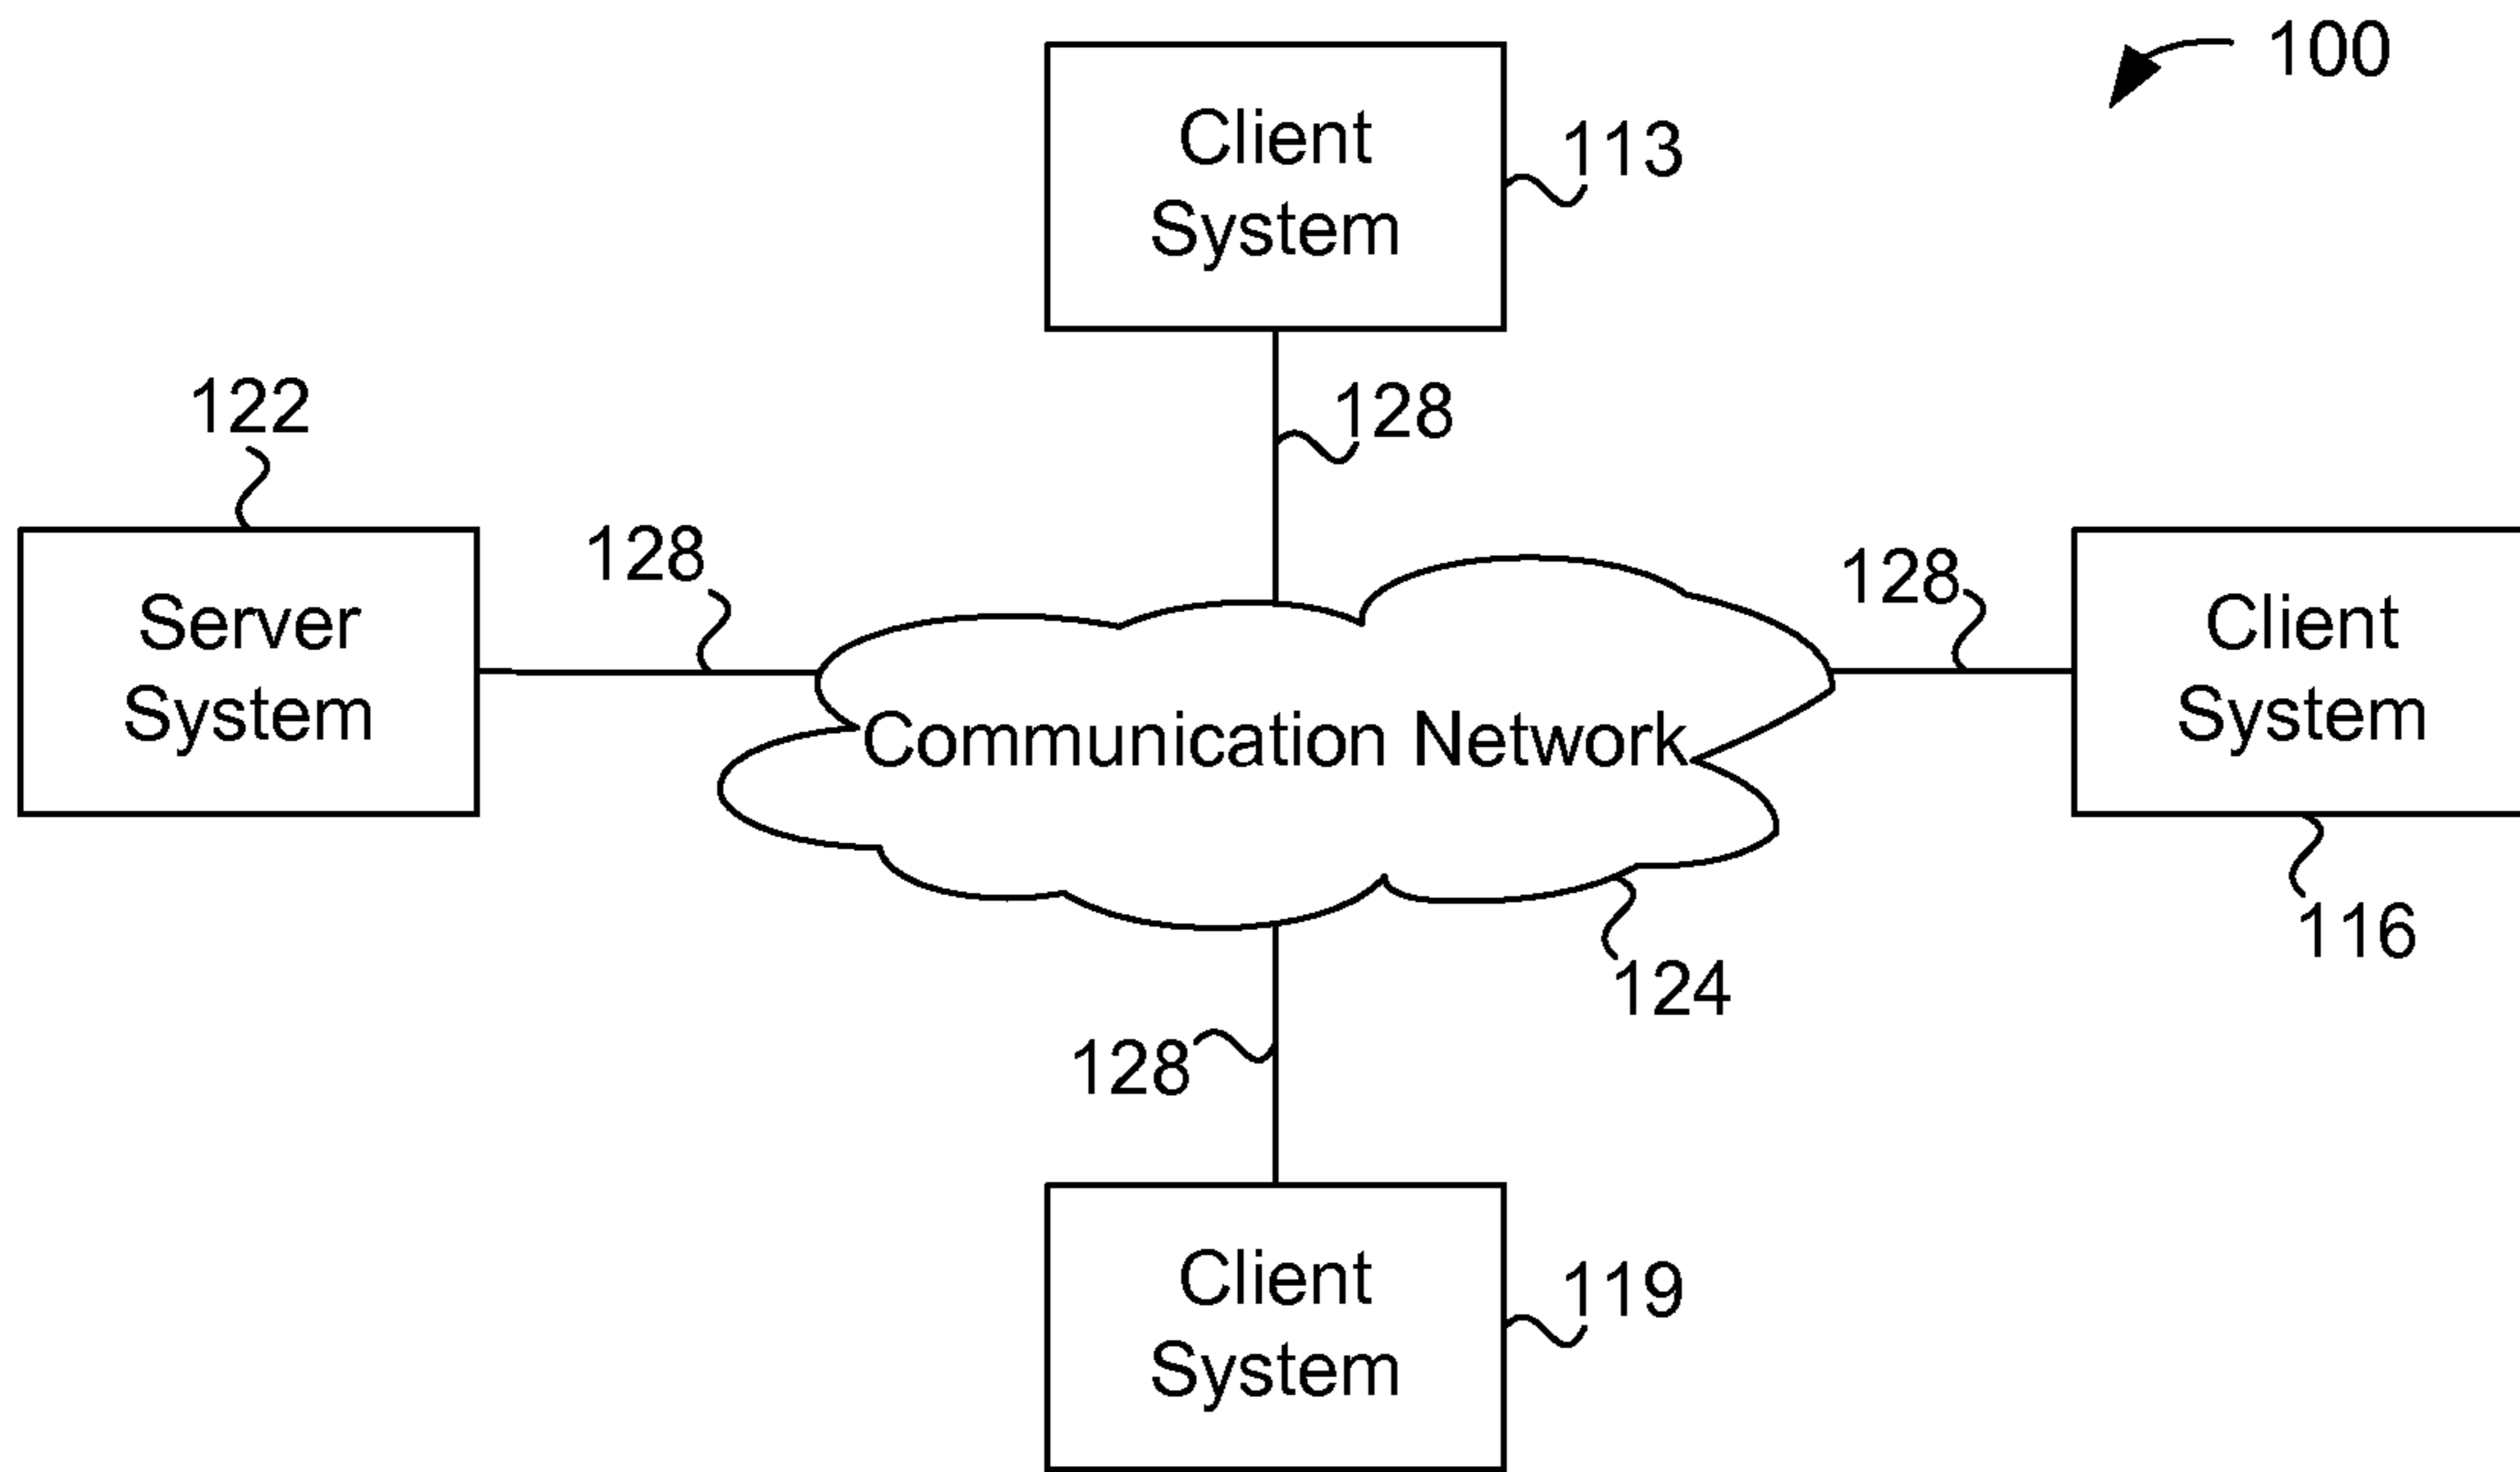 100
Client
System
113
128
122
128
128
Server
System
Client
System
Communication Network
116
124
128
Client
System
119